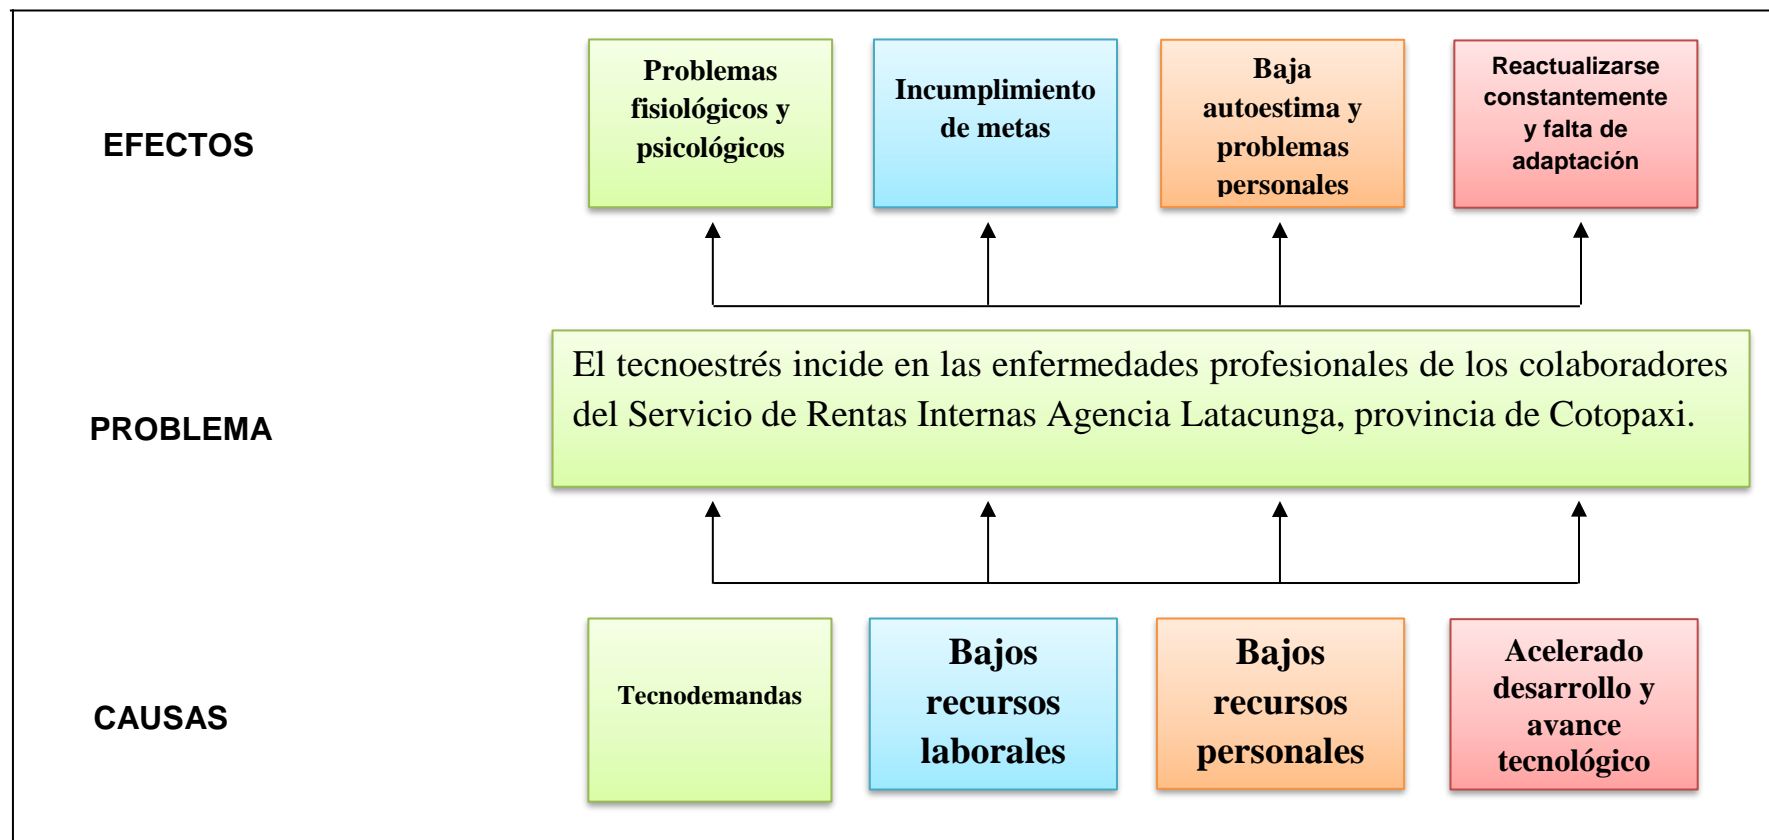 EFECTOS
Problemas
fisiológicos y
psicológicos
Incumplimiento
de metas
Baja
autoestima y
problemas
personales
Reactualizarse
constantemente
y falta de
adaptación
PROBLEMA
El tecnoestrés incide en las enfermedades profesionales de los colaboradores
del Servicio de Rentas Internas Agencia Latacunga, provincia de Cotopaxi.
CAUSAS
Tecnodemandas
Bajos
recursos
laborales
Bajos
recursos
personales
Acelerado
desarrollo y
avance
tecnológico